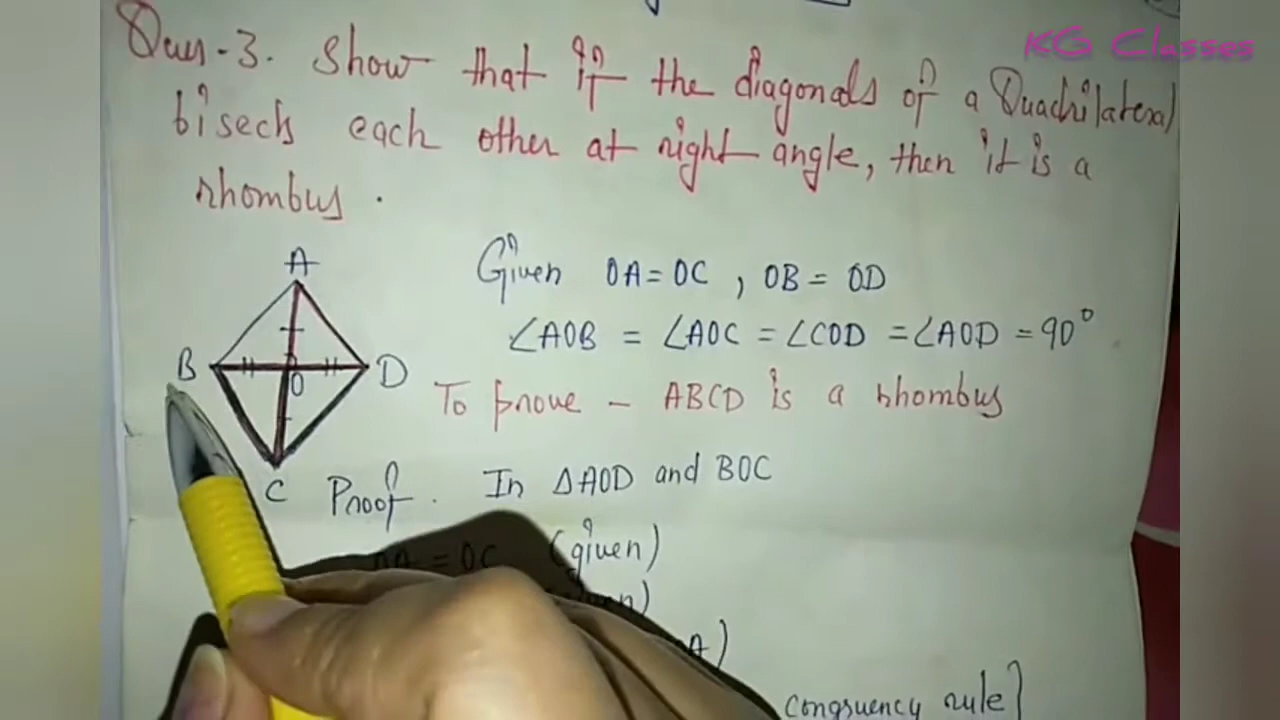 KG Classes
Ques-3. Show that if the diagonals of a Quadrilateral
bisects each other at right angle, then it is a
rhombus.
A
Given OA = OC, OB = OD
∠AOB = ∠AOC = ∠COD = ∠AOD = 90°
B
O
D
To prove – ABCD is a rhombus
C
Proof. In ΔAOD and BOC
OA = OC (given)
congruency rule]